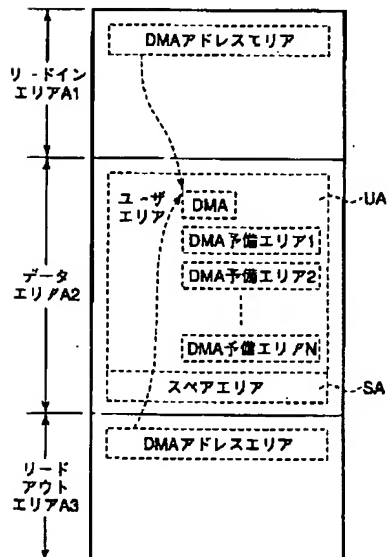 DMAアドレスエリア
リードイン
エリアA1
ユーザ
エリア
DMA
UA
DMA予備エリア1
DMA予備エリア2
データ
エリアA2
DMA予備エリアN
スペアエリア
SA
DMAアドレスエリア
リード
アウト
エリアA3